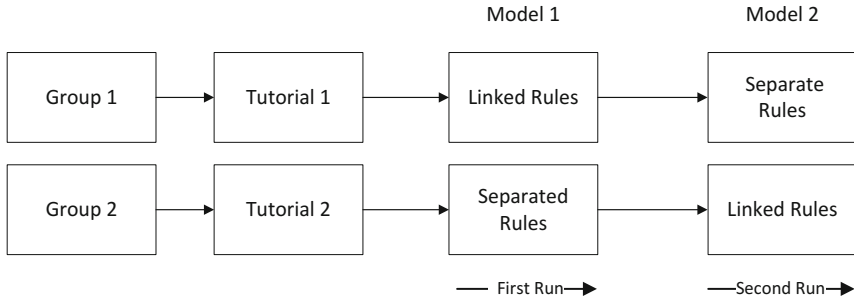 Model 1
Model 2
Group 1
Tutorial 1
Linked Rules
Separate
Rules
Group 2
Tutorial 2
Separated
Rules
Linked Rules
First Run
Second Run